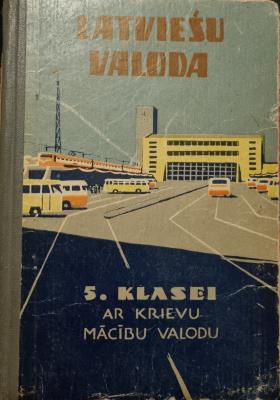 LATVIEŠU
VALODA
5. KLASEI
AR KRIEVU
MĀCĪBU VALODU